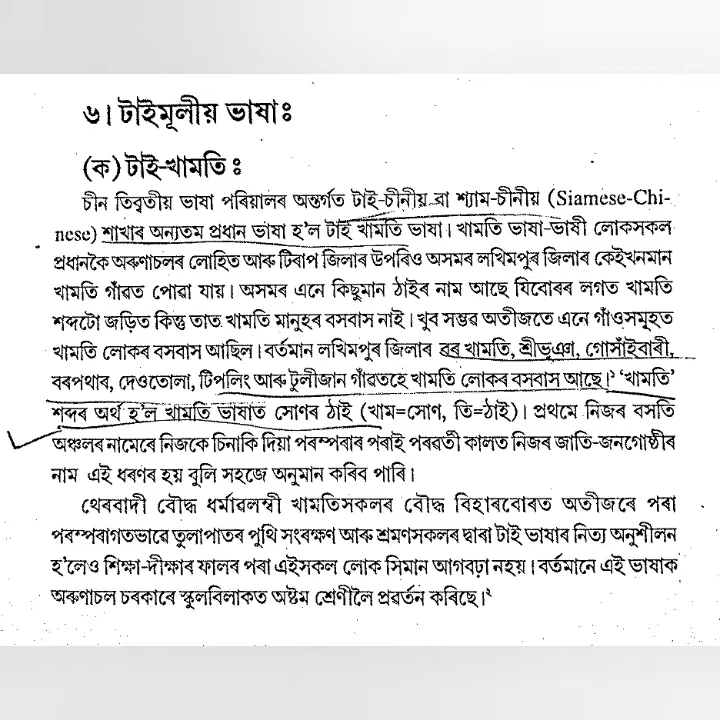 ৬। টাইমূলীয় ভাষাঃ
(ক) টাই-খামতি ঃ
চীন তিব্বতীয় ভাষা পৰিয়ালৰ অন্তৰ্গত টাই-চীনীয় বা শ্যাম-চীনীয় (Siamese-Chi-
nese) শাখাৰ অন্যতম প্ৰধান ভাষা হ'ল টাই খামতি ভাষা। খামতি ভাষা-ভাষী লোকসকল
প্ৰধানকৈ অৰুণাচলৰ লোহিত আৰু টিৰাপ জিলাৰ উপৰিও অসমৰ লখিমপুৰ জিলাৰ কেইখনমান
খামতি গাঁৱত পোৱা যায়। অসমৰ এনে কিছুমান ঠাইৰ নাম আছে যিবোৰৰ লগত খামতি
শব্দটো জড়িত কিন্তু তাত খামতি মানুহৰ বসবাস নাই। খুব সম্ভৱ অতীজতে এনে গাঁওসমূহত
খামতি লোকৰ বসবাস আছিল। বৰ্তমান লখিমপুৰ জিলাৰ বৰ খামতি, শ্ৰীভূঞা, গোসাঁইবাৰী,
বৰপথাৰ, দেওতোলা, টিপলিং আৰু টুলীজান গাঁৱতহে খামতি লোকৰ বসবাস আছে।১ 'খামতি'
শব্দৰ অৰ্থ হ'ল খামতি ভাষাত সোণৰ ঠাই (খাম=সোণ, তি=ঠাই)। প্ৰথমে নিজৰ বসতি
অঞ্চলৰ নামেৰে নিজকে চিনাকি দিয়া পৰম্পৰাৰ পৰাই পৰৱৰ্তী কালত নিজৰ জাতি-জনগোষ্ঠীৰ
নাম এই ধৰণৰ হয় বুলি সহজে অনুমান কৰিব পাৰি।
থেৰবাদী বৌদ্ধ ধৰ্মাৱলম্বী খামতিসকলৰ বৌদ্ধ বিহাৰবোৰত অতীজৰে পৰা
পৰম্পৰাগতভাৱে তুলাপাতৰ পুথি সংৰক্ষণ আৰু শ্ৰমণসকলৰ দ্বাৰা টাই ভাষাৰ নিত্য অনুশীলন
হ'লেও শিক্ষা-দীক্ষাৰ ফালৰ পৰা এইসকল লোক সিমান আগবঢ়া নহয়। বৰ্তমানে এই ভাষাক
অৰুণাচল চৰকাৰে স্কুলবিলাকত অষ্টম শ্ৰেণীলৈ প্ৰৱৰ্তন কৰিছে।২